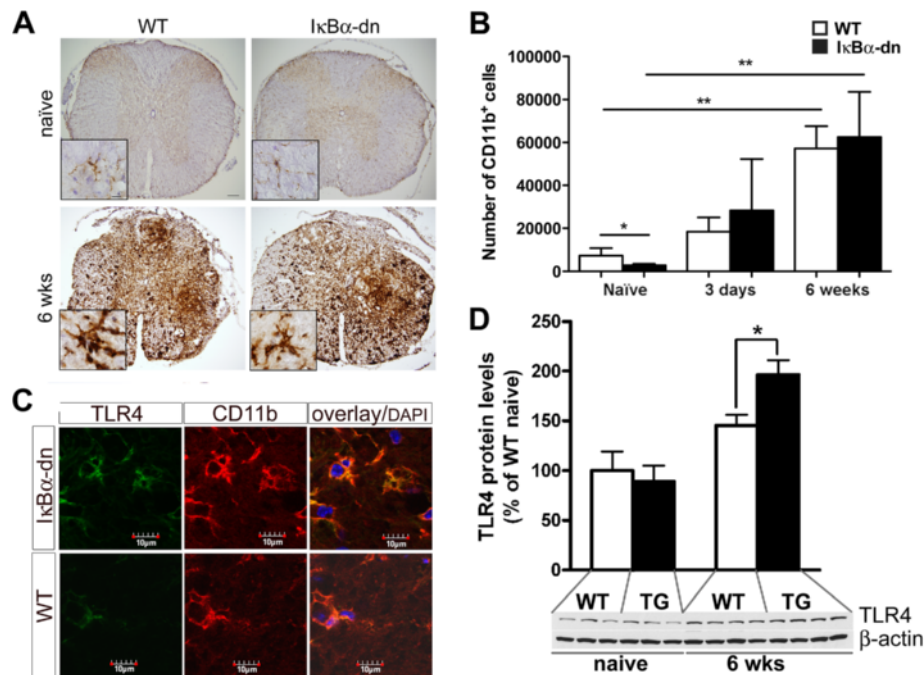 A
WT
IκBα-dn
naïve
6 wks
B
WT
IκBα-dn
Number of CD11b+ cells
100000
80000
60000
40000
20000
0
*
**
**
Naïve
3 days
6 weeks
C
TLR4
CD11b
overlay/DAPI
IκBα-dn
10μm
10μm
10μm
WT
10μm
10μm
10μm
D
TLR4 protein levels
(% of WT naive)
250
200
150
100
50
0
*
WT
TG
WT
TG
TLR4
β-actin
naive
6 wks